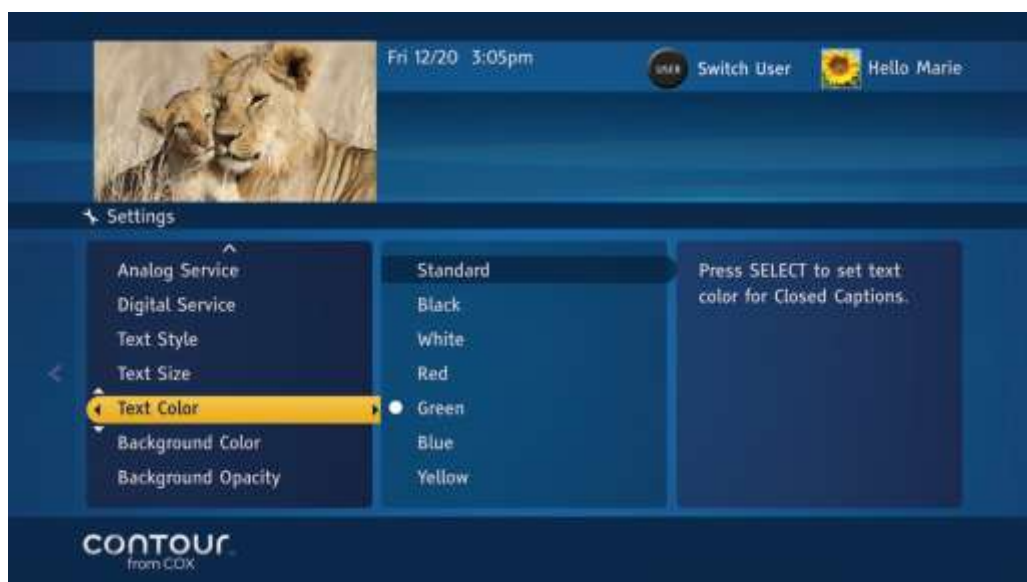 Fri 12/20 3:05pm
USER
Switch User
Hello Marie
Settings
Analog Service
Digital Service
Text Style
Text Size
Text Color
Background Color
Background Opacity
Standard
Black
White
Red
Green
Blue
Yellow
Press SELECT to set text
color for Closed Captions.
contour
from COX